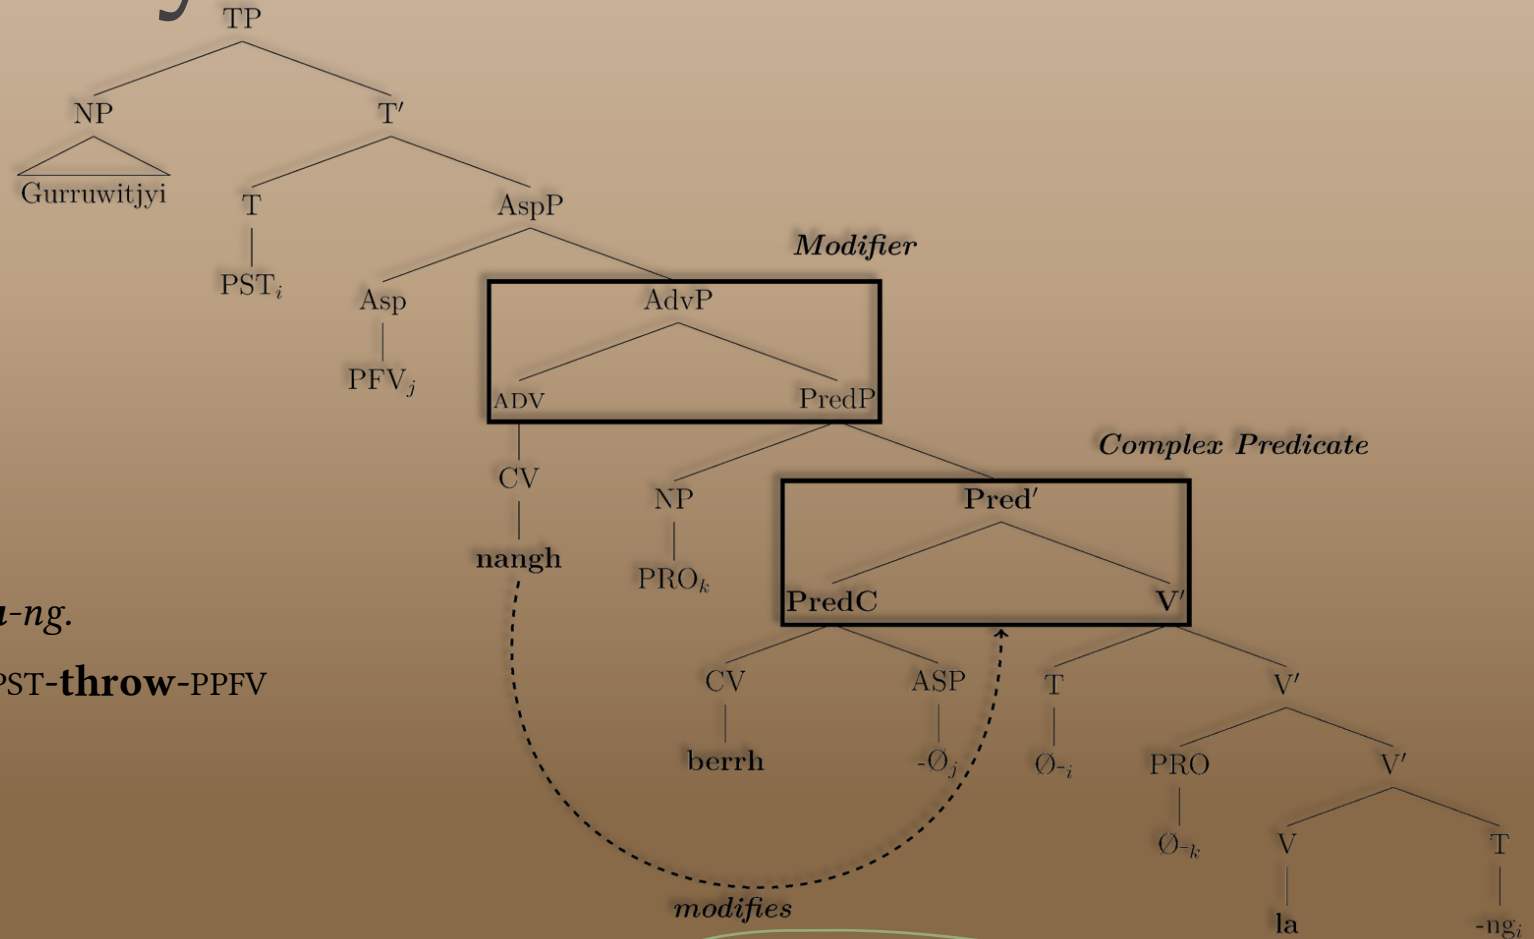 TP
NP T′
Gurruwitjyi
T AspP
Modifier
PSTᵢ
Asp AdvP
PFVⱼ
ADV PredP
Complex Predicate
CV NP Pred′
nangh
PROₖ
PredC V′
-ng.
PST-throw-PPFV
CV ASP T V′
berrh -Øⱼ Ø-ᵢ PRO V′
Ø-ₖ V T
modifies
la -ngᵢ